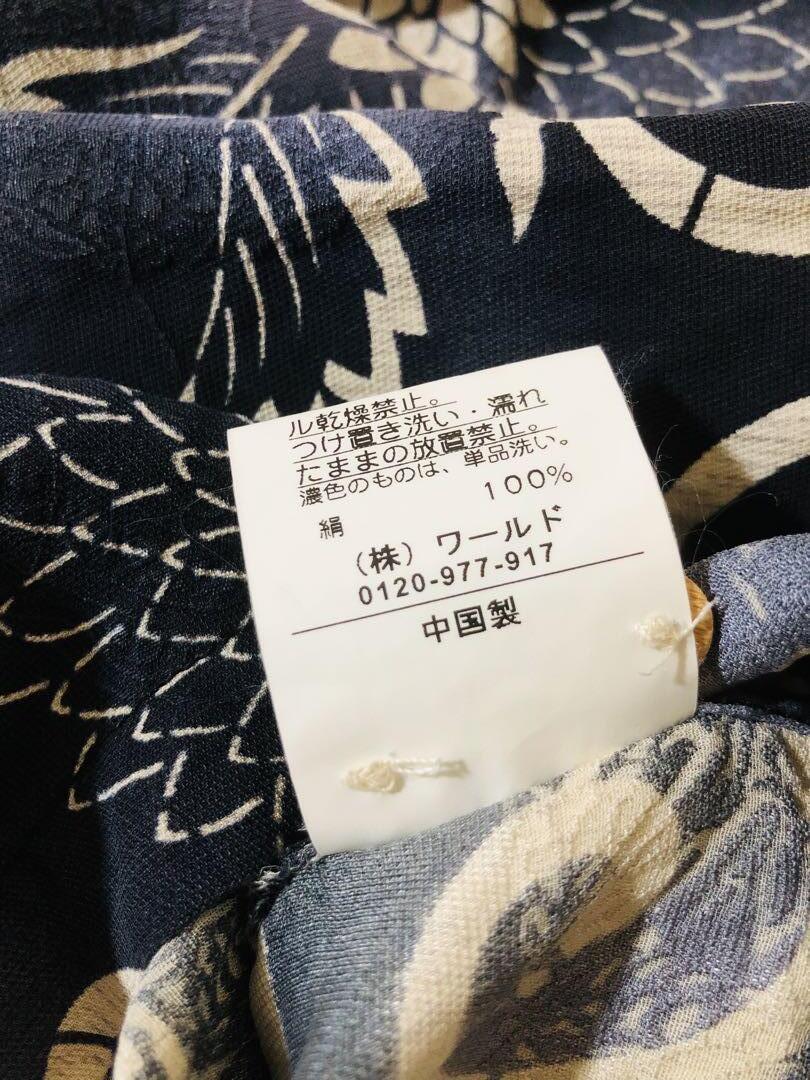 ル乾燥禁止。
つけ置き洗い・濡れ
たままの放置禁止。
濃色のものは、単品洗い。
絹 100%
(株) ワールド
0120-977-917
中国製